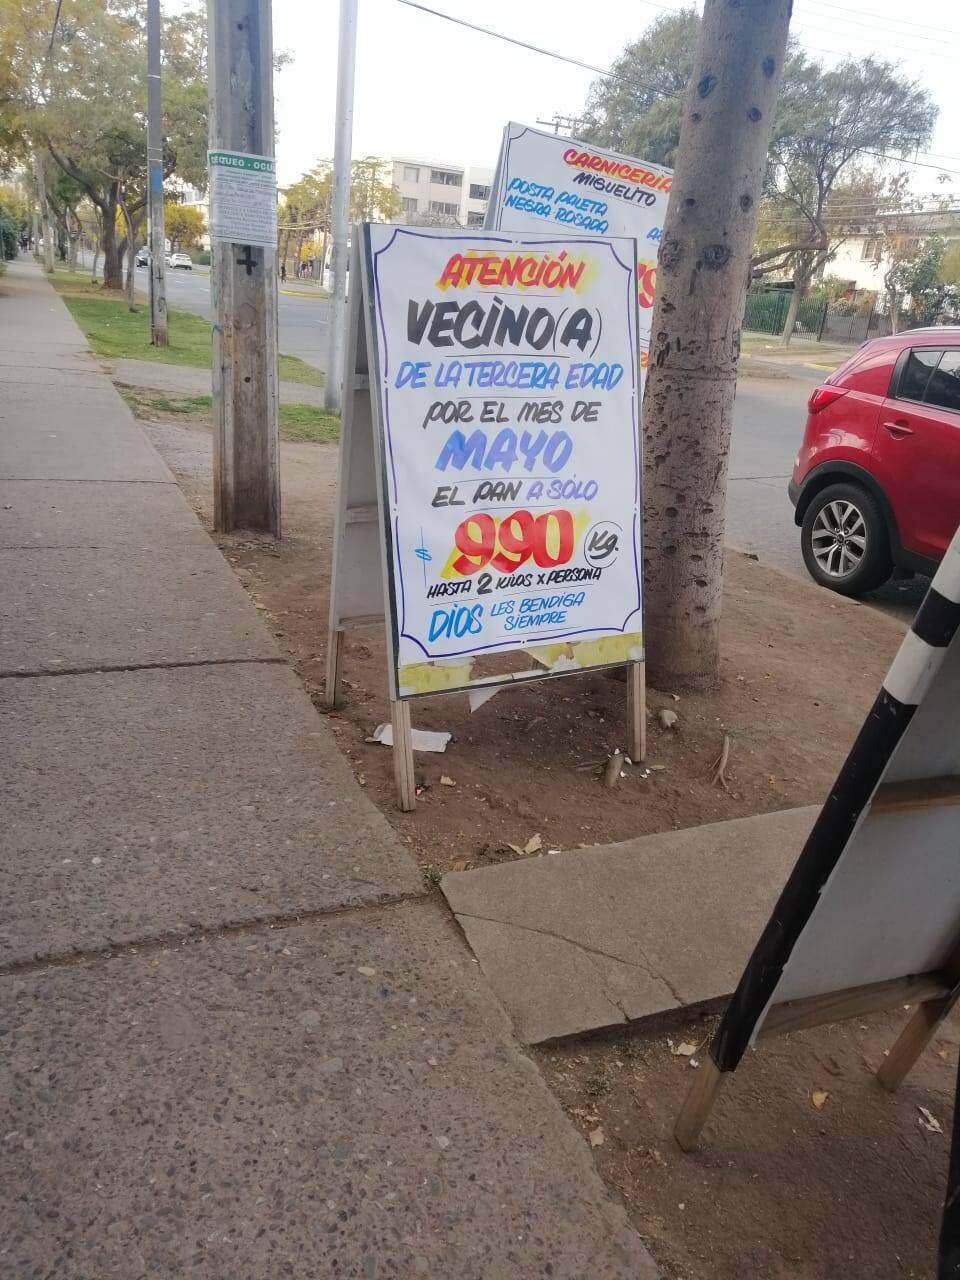 ATENCIÓN
VECINO(A)
DE LA TERCERA EDAD
POR EL MES DE
MAYO
EL PAN A SÓLO
$ 990 Kg.
HASTA 2 KILOS X PERSONA
DIOS LES BENDIGA
SIEMPRE
CARNICERIA
MIGUELITO
POSTA PALETA
NEGRA ROSADA